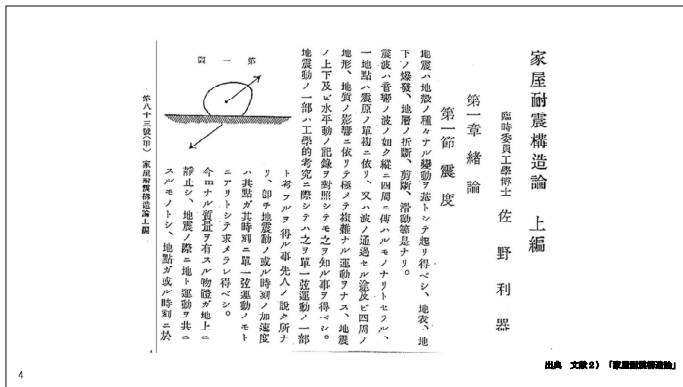 家屋耐震構造論 上編
臨時委員工學博士 佐野利器
第一章 緒論
第一節 震度
地震ハ地殼ノ種々ナル變動ヲ基トシテ起リ得ベシ、地表、地
下ノ爆發、地層ノ折斷、剪斷、滑動等是ナリ。
震波ハ音響ノ波ノ如ク縱ニ四周ニ傳ハルモノナリトセラル、
一地點ハ震原ノ單複ニ依リ、又ハ波ノ通過セル途及ビ四周ノ
地形、地質ノ影響ニ依リテ極メテ複雜ナル運動ヲナス、地震
ノ上下及ビ水平動ノ記錄ヲ對照シテモ之ヲ知ル事ヲ得ベシ。
地震動ノ一部ハ工學的考究ニ際シテハ之ヲ單一弦運動ノ一部
ト考フルヲ得ル事先人ノ說ク所ナ
リ、卽チ地震動ノ或ル時刻ノ加速度
ハ其點ガ其時刻ニ單一弦運動ノモト
ニアリトシテ求メラレ得ベシ。
今mナル質量ヲ有スル物體ガ地上ニ
靜止シ、地震ノ際ニ地ト運動ヲ共ニ
スルモノトシ、地點ガ或ル時刻ニ於
第一圖
第八十三號(甲) 家屋耐震構造論上編
一
4
出典 文献2)「家屋耐震構造論」